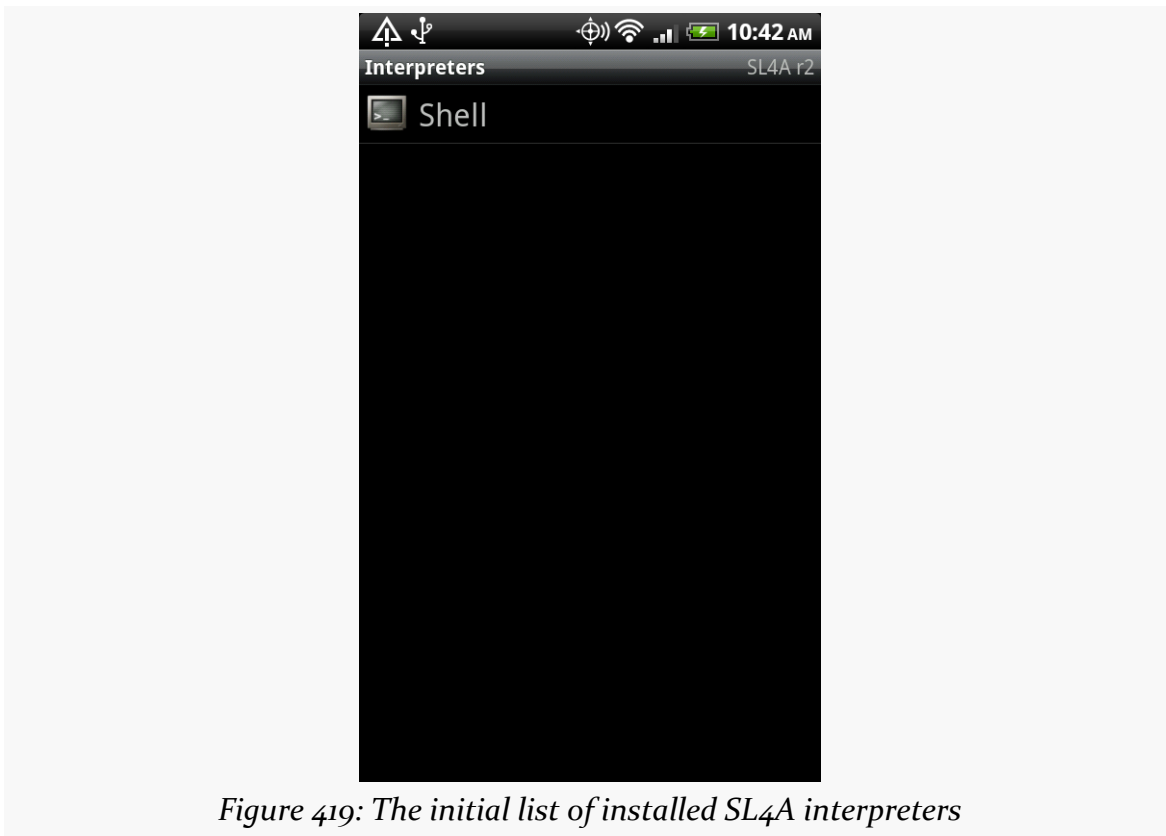 10:42 AM
Interpreters SL4A r2
Shell
Figure 419: The initial list of installed SL4A interpreters